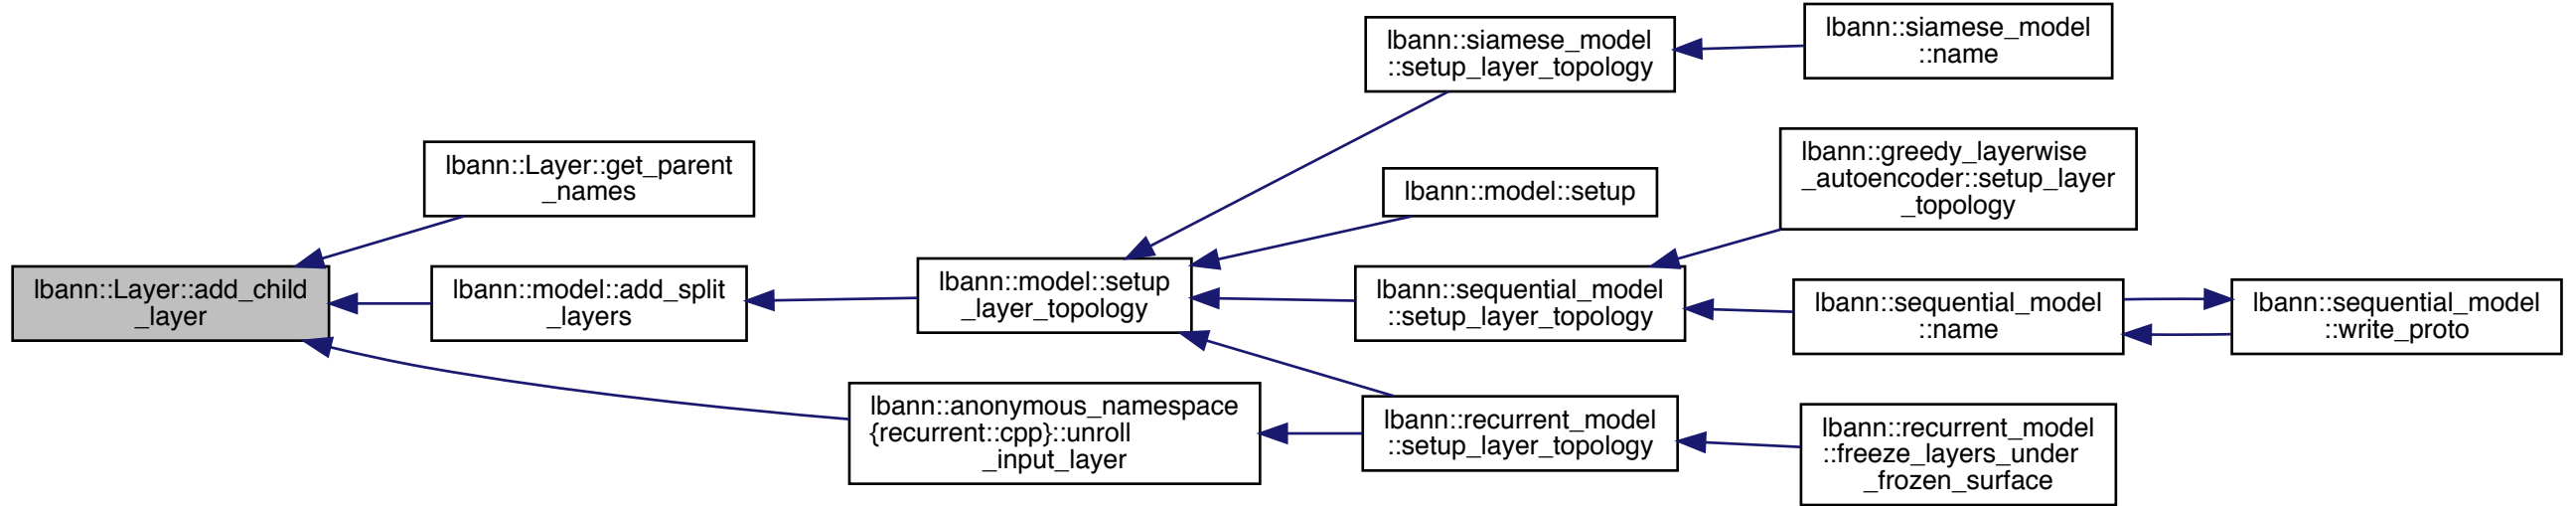 lbann::Layer::add_child
_layer
lbann::Layer::get_parent
_names
lbann::model::add_split
_layers
lbann::anonymous_namespace
{recurrent::cpp}::unroll
_input_layer
lbann::model::setup
_layer_topology
lbann::siamese_model
::setup_layer_topology
lbann::model::setup
lbann::sequential_model
::setup_layer_topology
lbann::recurrent_model
::setup_layer_topology
lbann::siamese_model
::name
lbann::greedy_layerwise
_autoencoder::setup_layer
_topology
lbann::sequential_model
::name
lbann::recurrent_model
::freeze_layers_under
_frozen_surface
lbann::sequential_model
::write_proto